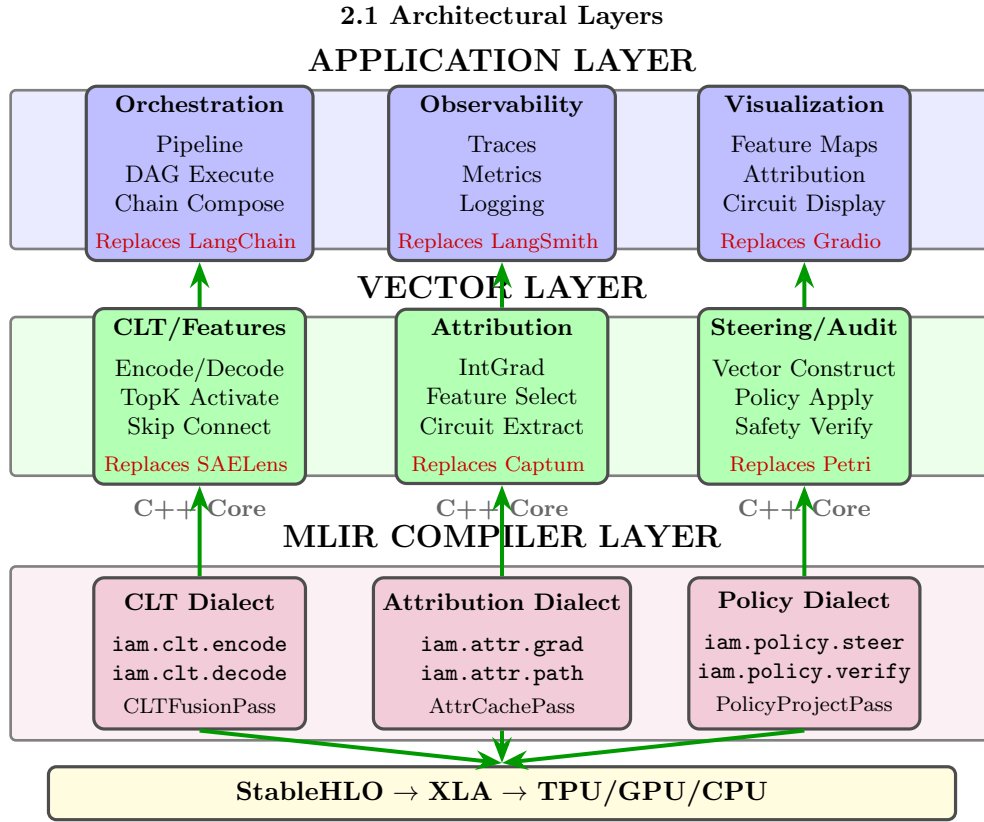 2.1 Architectural Layers
APPLICATION LAYER
Orchestration
Pipeline
DAG Execute
Chain Compose
Replaces LangChain
Observability
Traces
Metrics
Logging
Replaces LangSmith
Visualization
Feature Maps
Attribution
Circuit Display
Replaces Gradio
VECTOR LAYER
CLT/Features
Encode/Decode
TopK Activate
Skip Connect
Replaces SAELens
Attribution
IntGrad
Feature Select
Circuit Extract
Replaces Captum
Steering/Audit
Vector Construct
Policy Apply
Safety Verify
Replaces Petri
C++ Core
C++ Core
C++ Core
MLIR COMPILER LAYER
CLT Dialect
iam.clt.encode
iam.clt.decode
CLTFusionPass
Attribution Dialect
iam.attr.grad
iam.attr.path
AttrCachePass
Policy Dialect
iam.policy.steer
iam.policy.verify
PolicyProjectPass
StableHLO → XLA → TPU/GPU/CPU